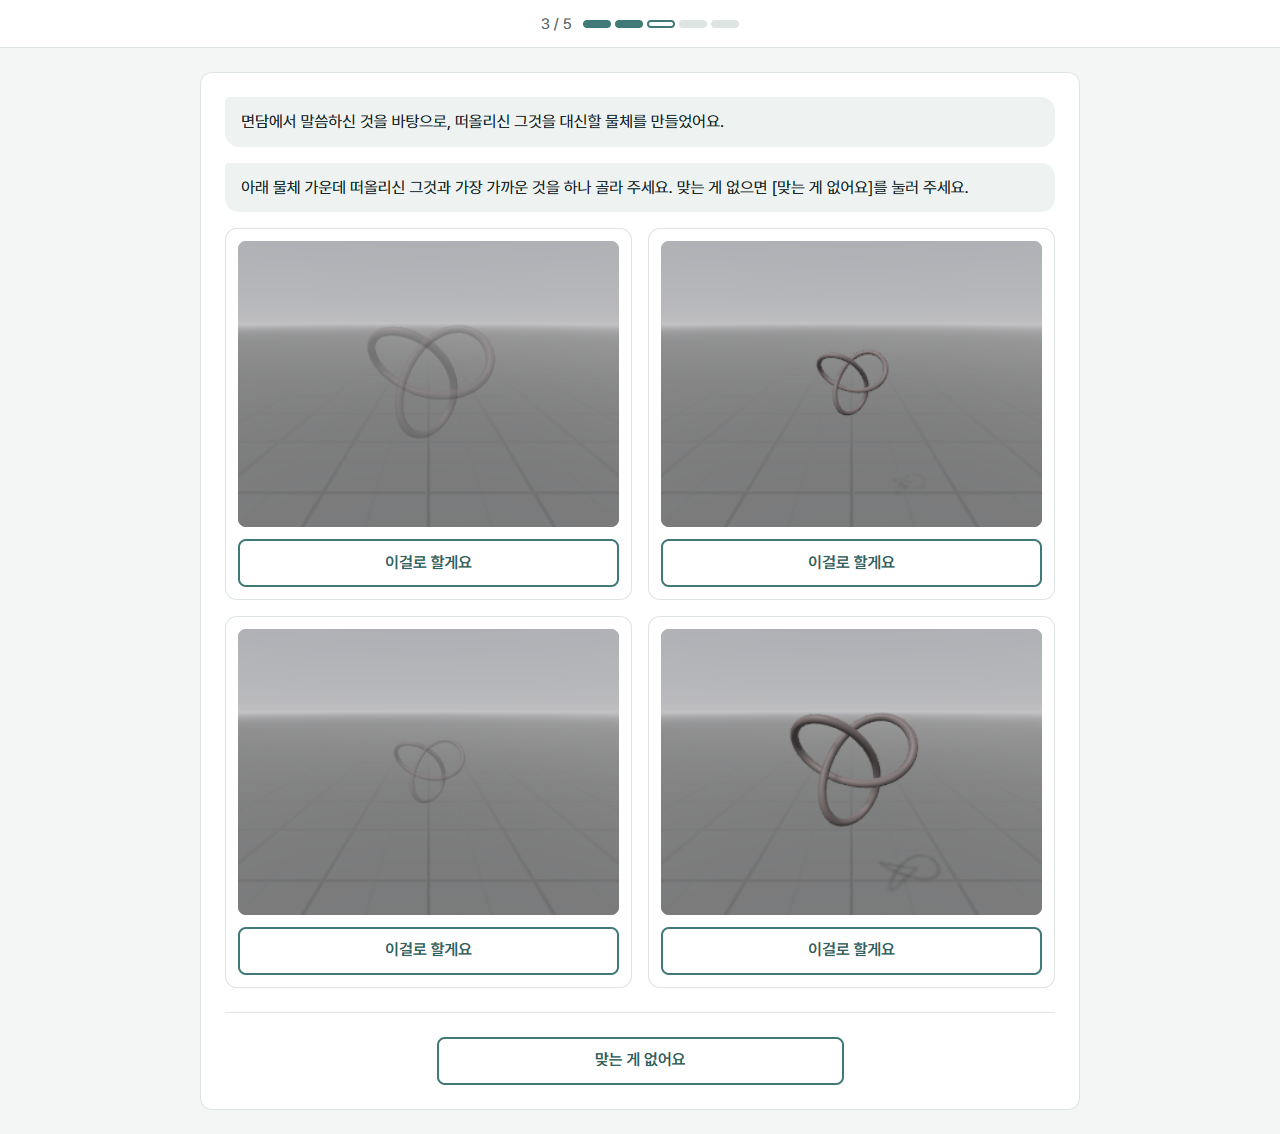 3 / 5
면담에서 말씀하신 것을 바탕으로, 떠올리신 그것을 대신할 물체를 만들었어요.
아래 물체 가운데 떠올리신 그것과 가장 가까운 것을 하나 골라 주세요. 맞는 게 없으면 [맞는 게 없어요]를 눌러 주세요.
이걸로 할게요
이걸로 할게요
이걸로 할게요
이걸로 할게요
맞는 게 없어요